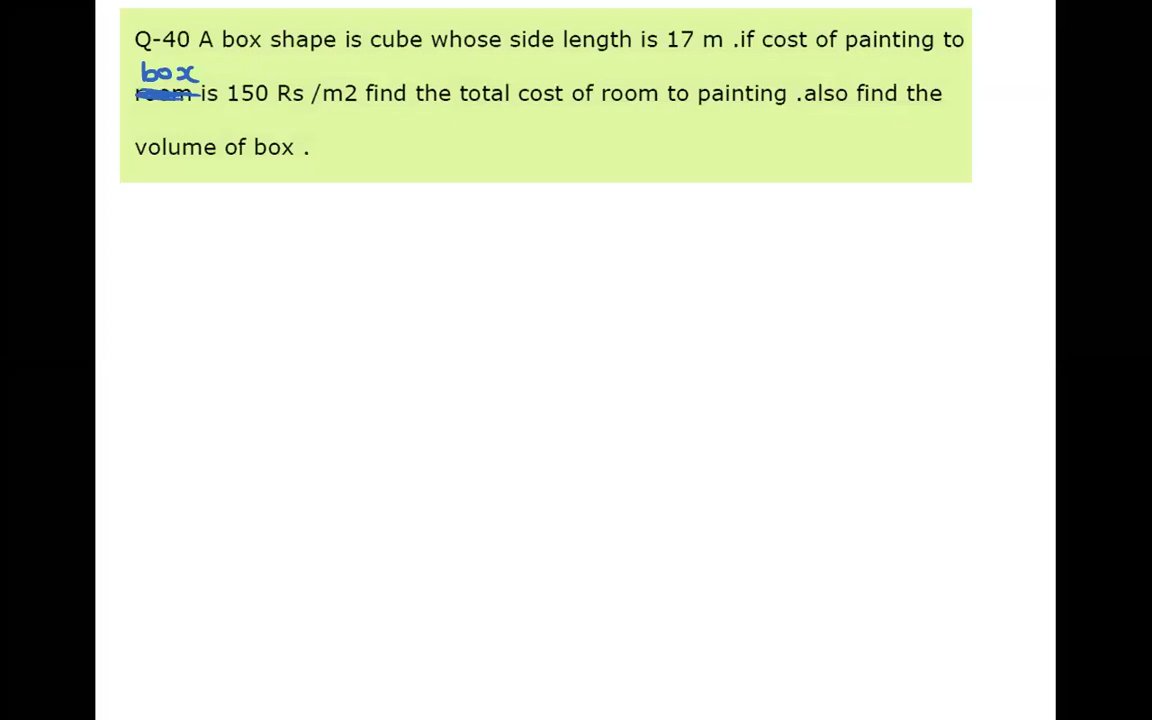 Q-40 A box shape is cube whose side length is 17 m .if cost of painting to
box
room is 150 Rs /m2 find the total cost of room to painting .also find the
volume of box .